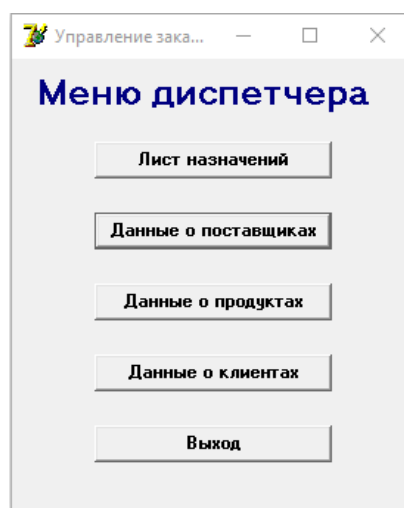 Управление зака...
Меню диспетчера
Лист назначений
Данные о поставщиках
Данные о продуктах
Данные о клиентах
Выход